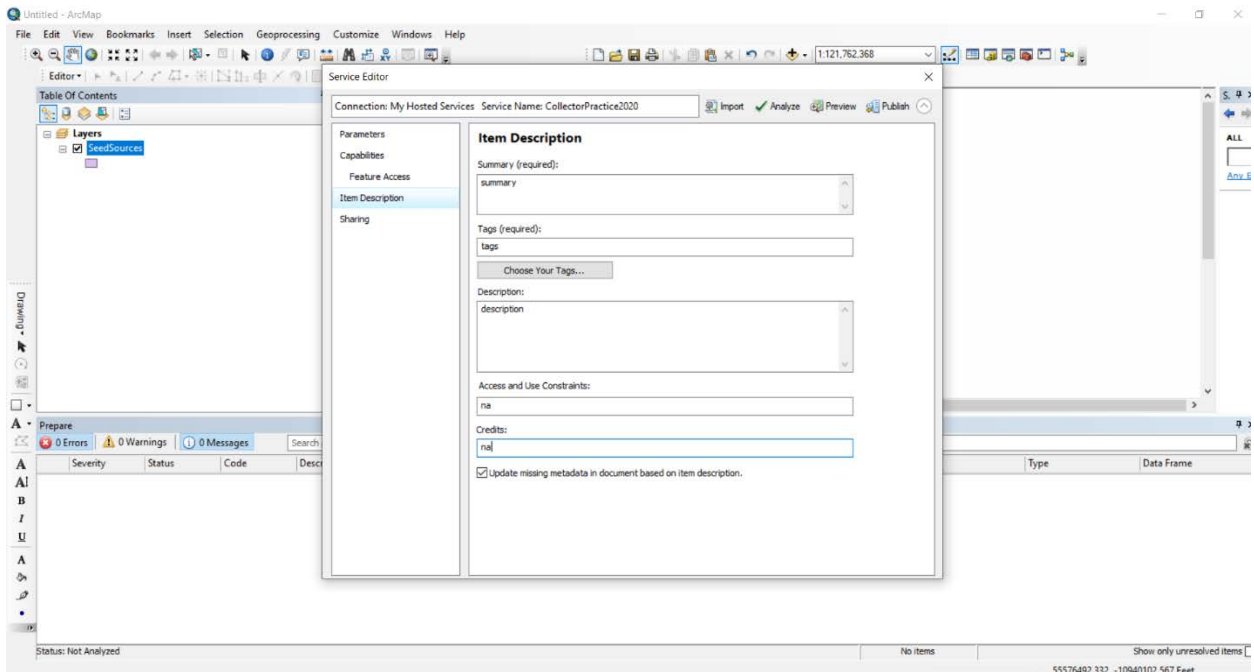 Untitled - ArcMap
File Edit View Bookmarks Insert Selection Geoprocessing Customize Windows Help
1:121,762.368
Editor
Table Of Contents
Layers
SeedSources
Service Editor
Connection: My Hosted Services Service Name: CollectorPractice2020
Import Analyze Preview Publish
Parameters
Capabilities
Feature Access
Item Description
Sharing
Item Description
Summary (required):
summary
Tags (required):
tags
Choose Your Tags...
Description:
description
Access and Use Constraints:
na
Credits:
na
Update missing metadata in document based on item description.
S.
ALL
Any E
Drawing
A
A
A
B
I
U
A
Prepare
0 Errors 0 Warnings 0 Messages Search
Severity Status Code Descr Type Data Frame
Status: Not Analyzed No items Show only unresolved items
55576492.332 -10940102.567 Feet